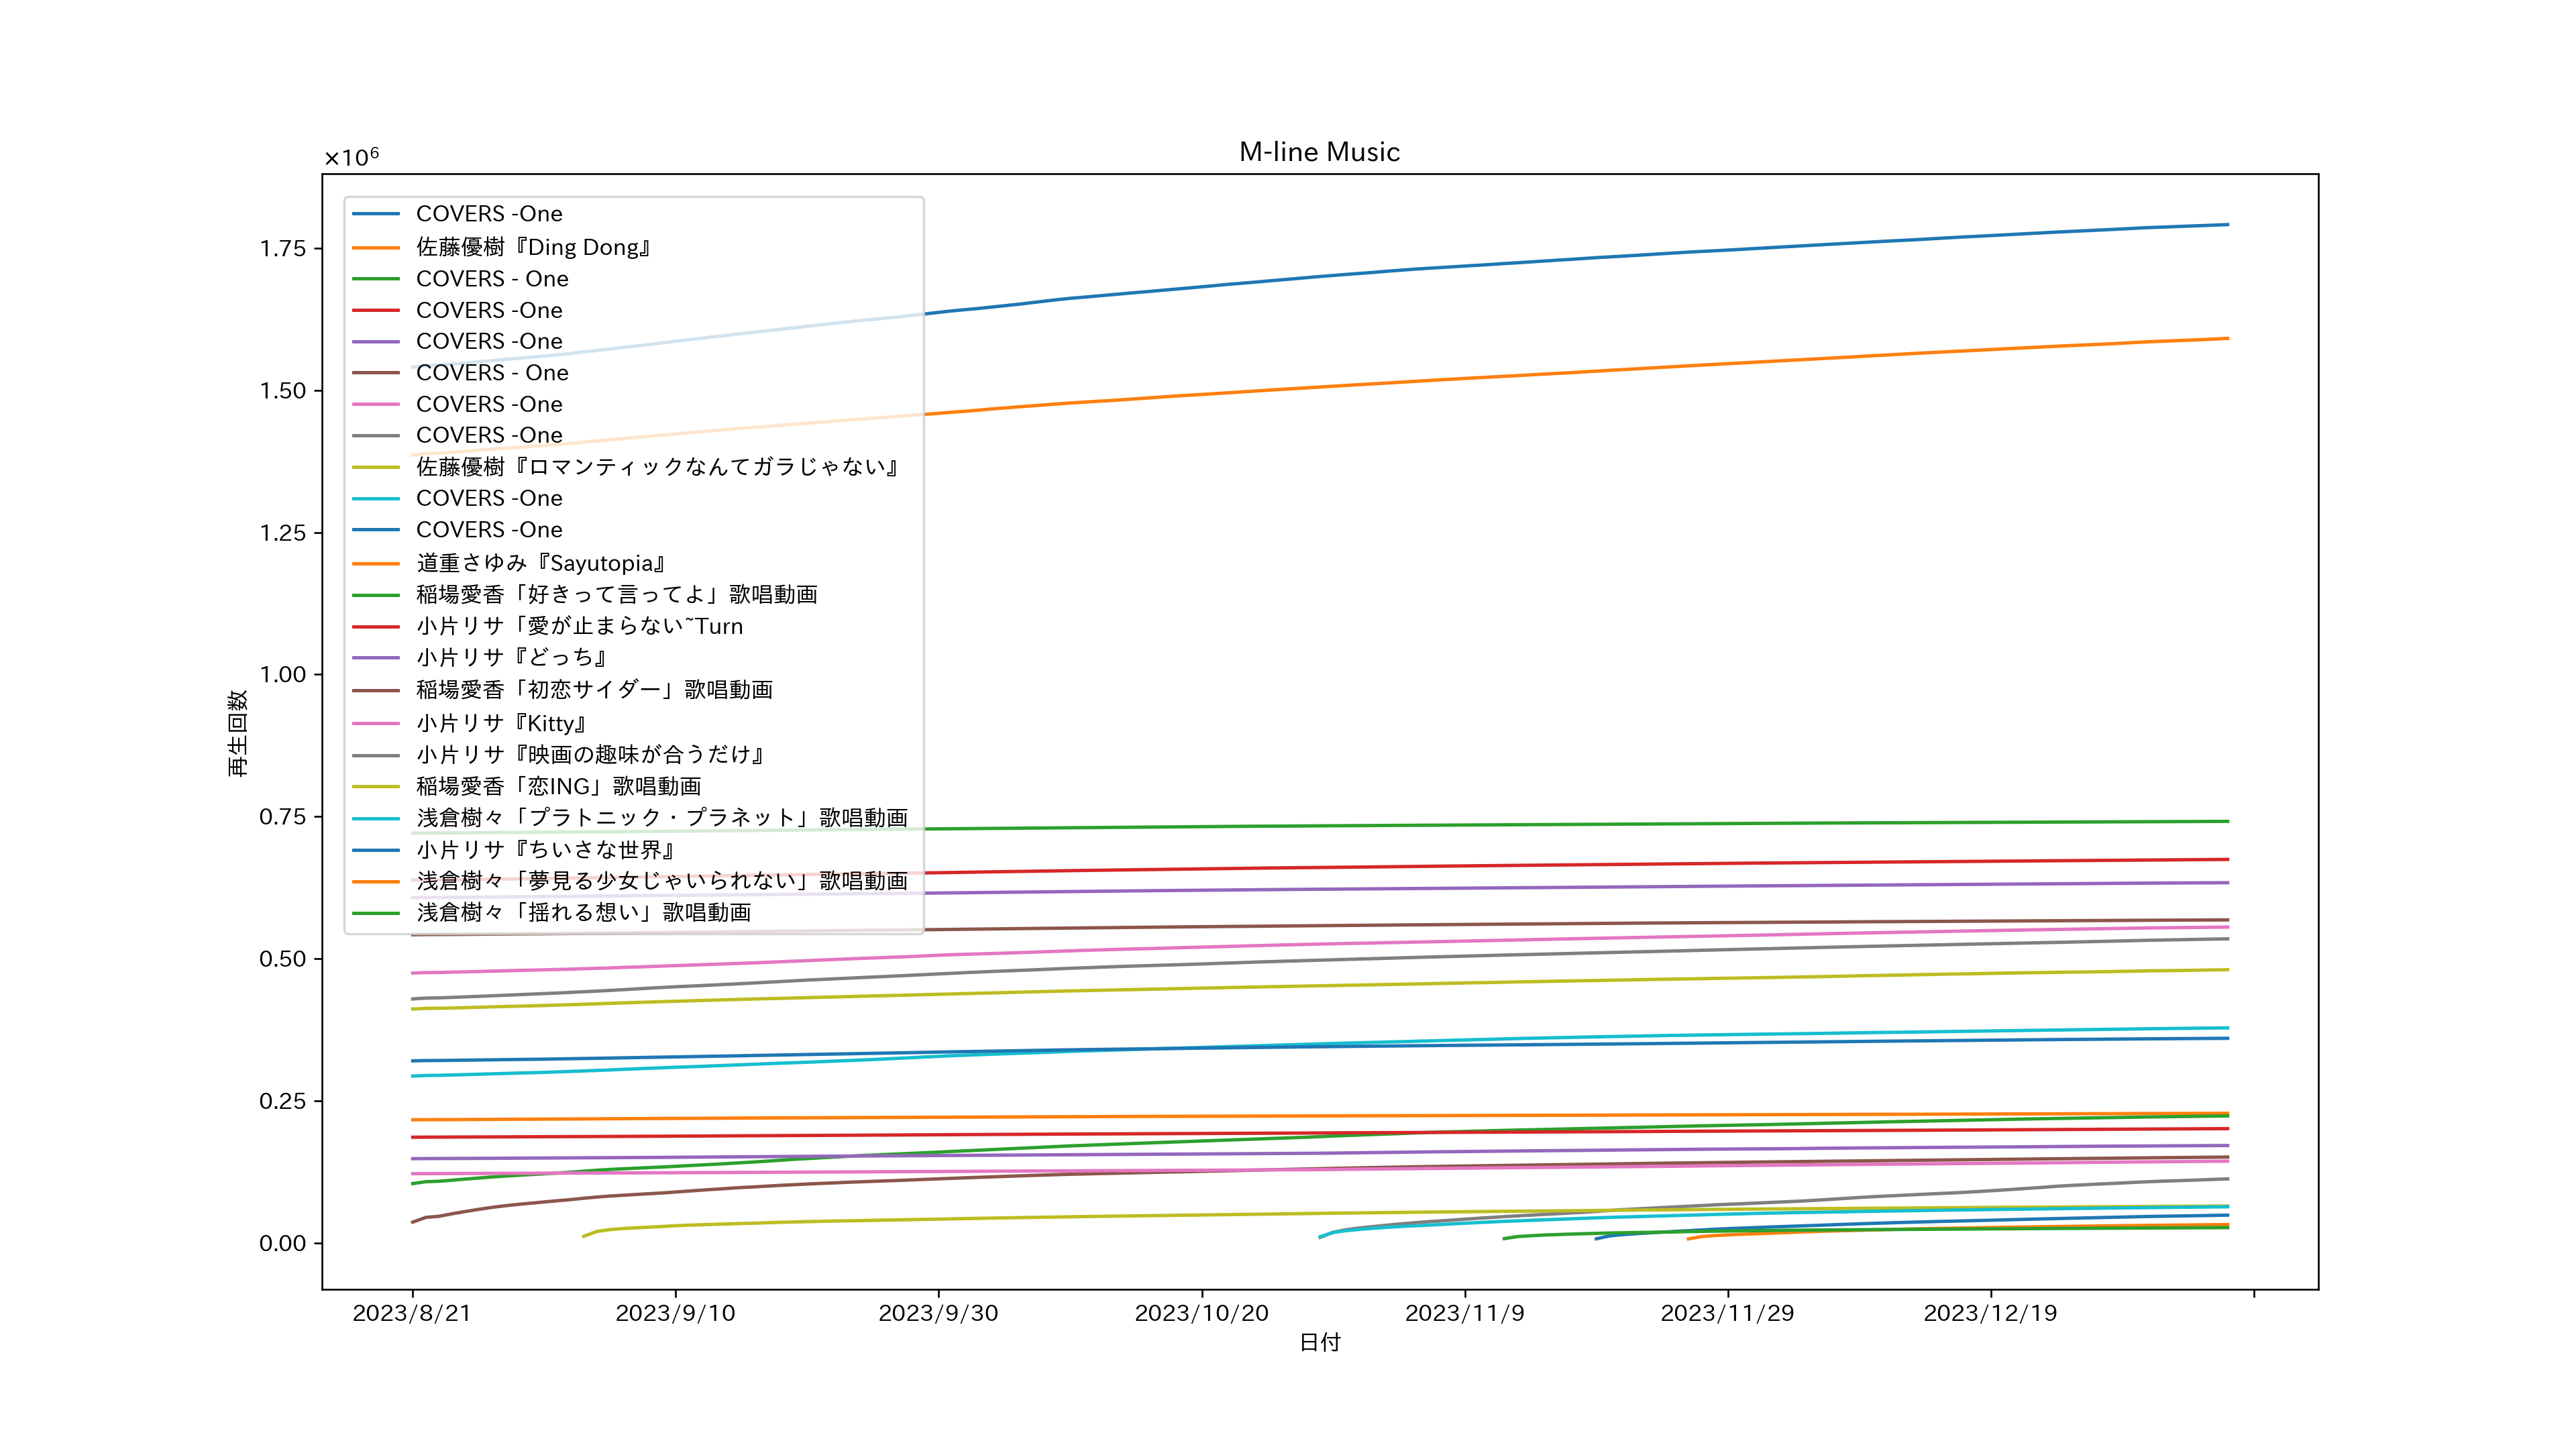 M-line Music
×10⁶
1.75
1.50
1.25
1.00
0.75
0.50
0.25
0.00
再生回数
COVERS -One
佐藤優樹『Ding Dong』
COVERS - One
COVERS -One
COVERS -One
COVERS - One
COVERS -One
COVERS -One
佐藤優樹『ロマンティックなんてガラじゃない』
COVERS -One
COVERS -One
道重さゆみ『Sayutopia』
稲場愛香「好きって言ってよ」歌唱動画
小片リサ「愛が止まらない~Turn
小片リサ『どっち』
稲場愛香「初恋サイダー」歌唱動画
小片リサ『Kitty』
小片リサ『映画の趣味が合うだけ』
稲場愛香「恋ING」歌唱動画
浅倉樹々「プラトニック・プラネット」歌唱動画
小片リサ『ちいさな世界』
浅倉樹々「夢見る少女じゃいられない」歌唱動画
浅倉樹々「揺れる想い」歌唱動画
2023/8/21 2023/9/10 2023/9/30 2023/10/20 2023/11/9 2023/11/29 2023/12/19
日付